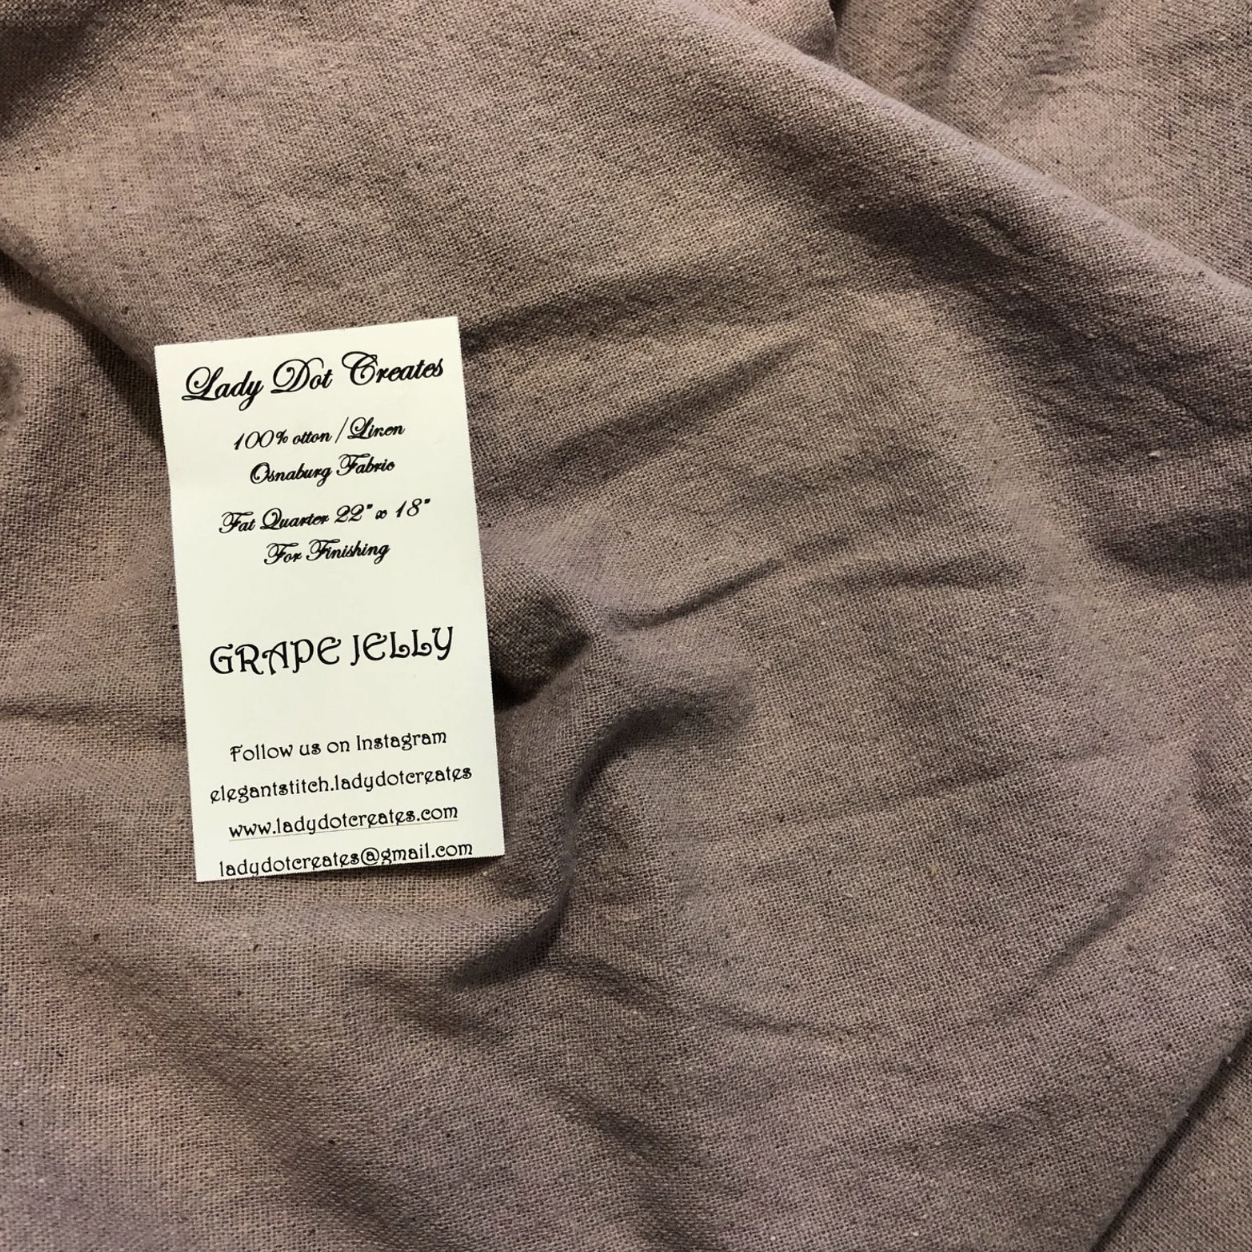 Lady Dot Creates
100% otton/Linen
Osnaburg Fabric
Fat Quarter 22" x 18"
For Finishing
GRAPE JELLY
Follow us on Instagram
elegantstitch.ladydotcreates
www.ladydotcreates.com
ladydotcreates@gmail.com